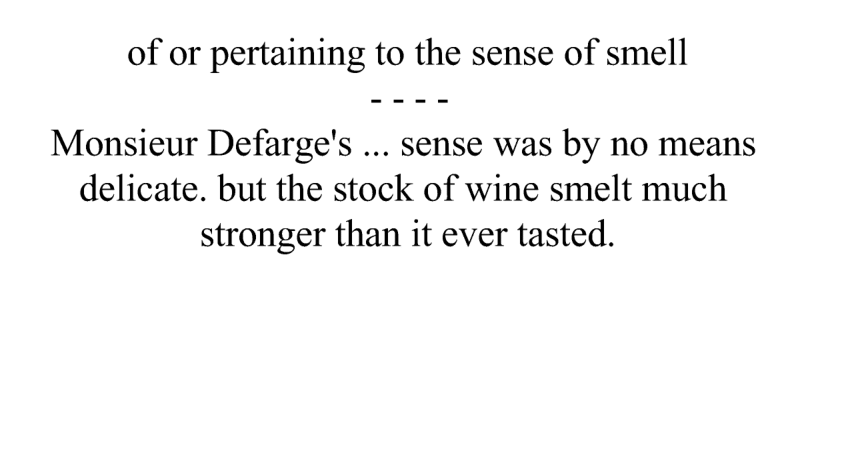 of or pertaining to the sense of smell
- - - -
Monsieur Defarge's ... sense was by no means
delicate. but the stock of wine smelt much
stronger than it ever tasted.